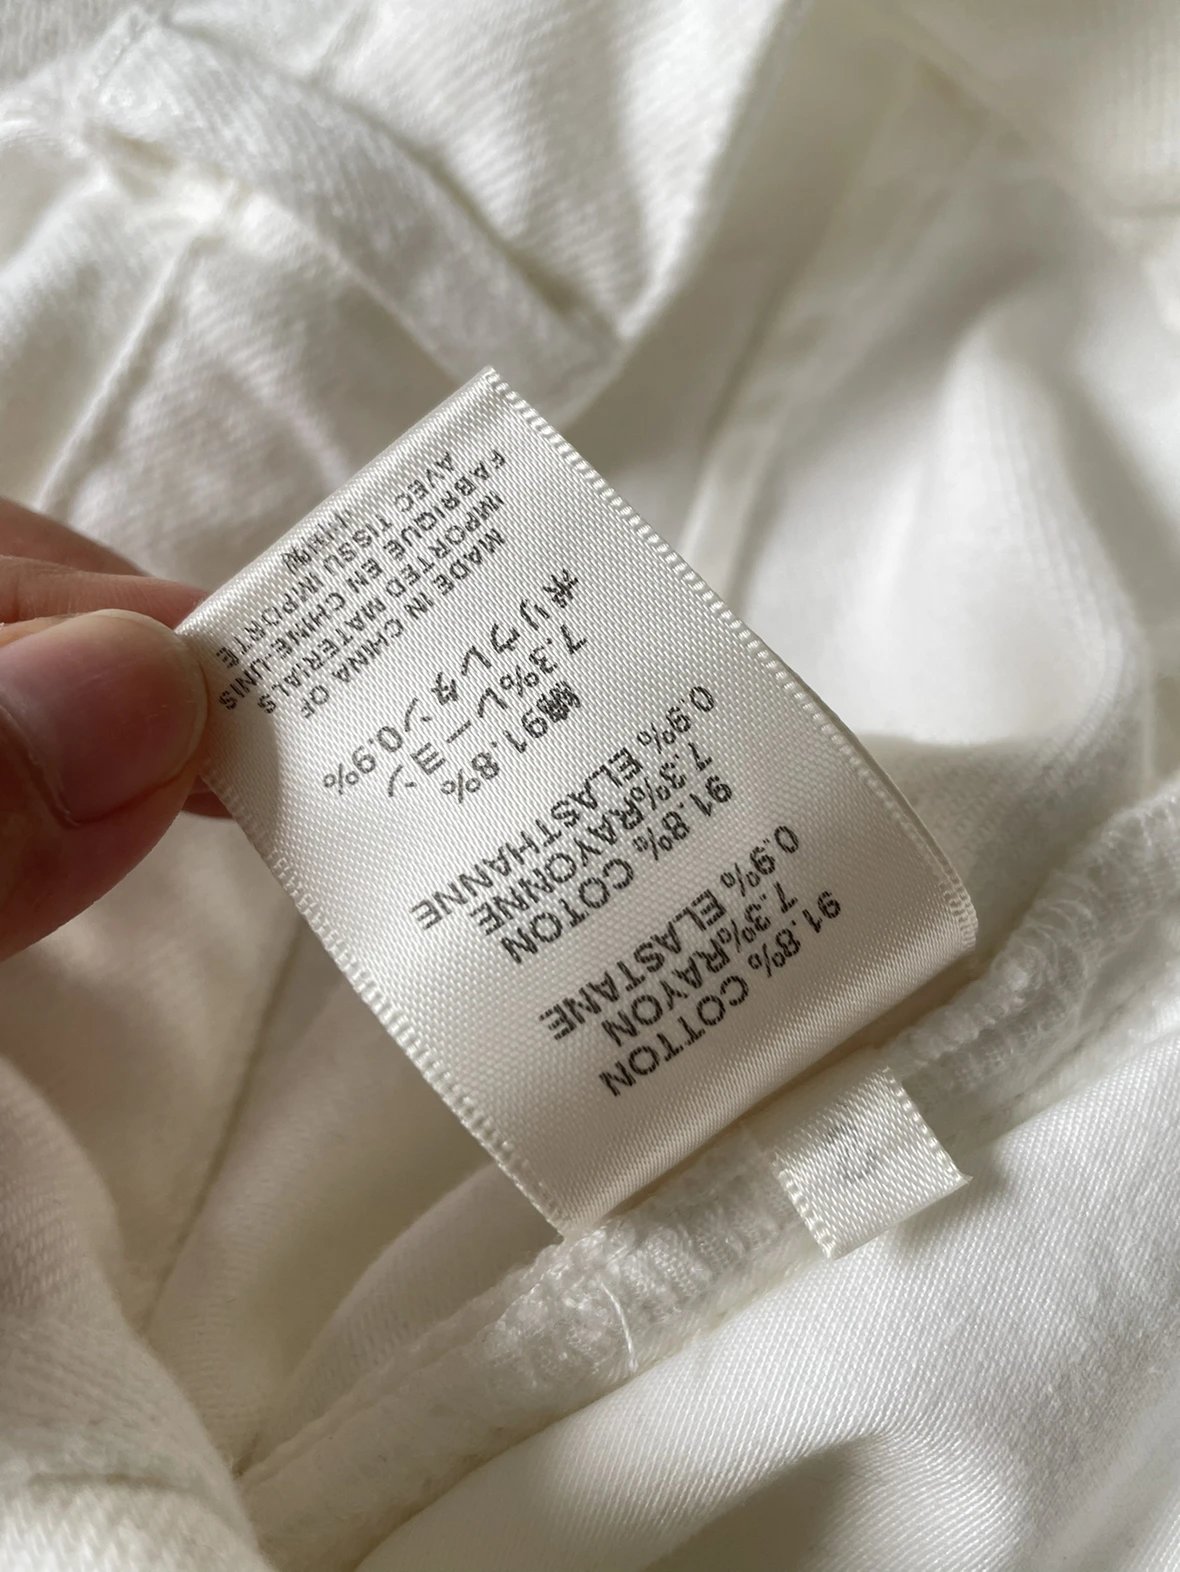 91.8% COTTON
7.3%RAYON
0.9% ELASTANE
91.8% COTON
7.3%RAYONNE
0.9% ELASTHANNE
綿91.8%
7.3%レーヨン
ポリウレタン0.9%
MADE IN CHINA OF
IMPORTED MATERIALS
FABRIQUE EN CHINE-UNIS
AVEC TISSU IMPORTE